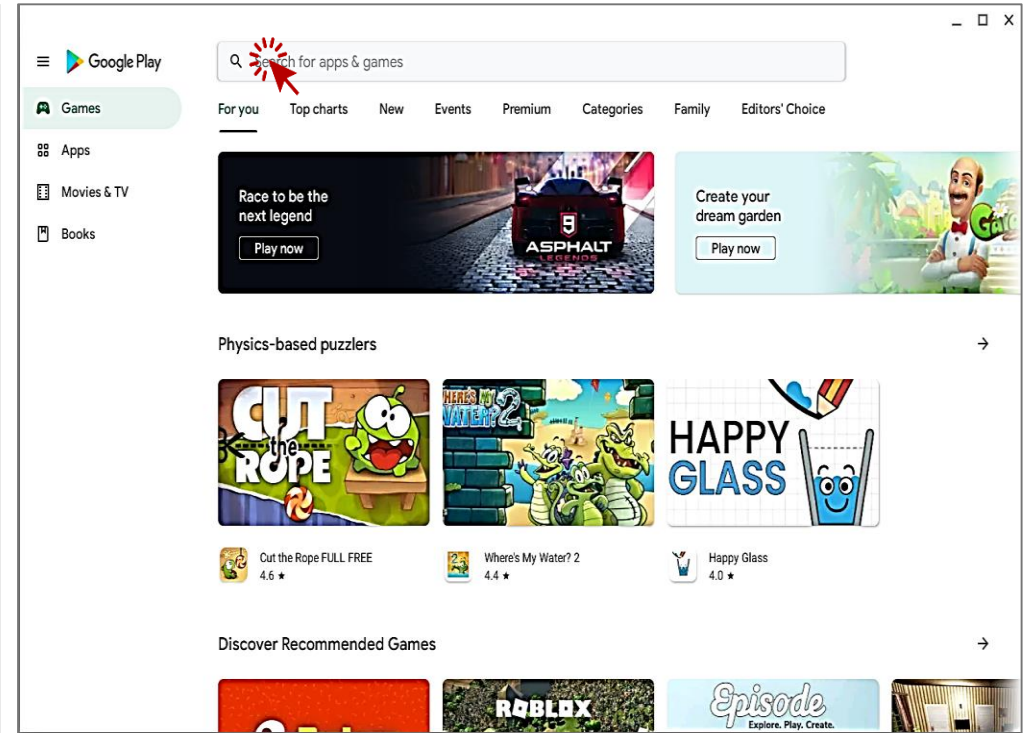 Google Play
Search for apps & games
Games
Apps
Movies & TV
Books
For you
Top charts
New
Events
Premium
Categories
Family
Editors' Choice
Race to be the
next legend
Play now
9
ASPHALT
LEGENDS
Create your
dream garden
Play now
Physics-based puzzlers
CUT
the
ROPE
WHERE'S MY
WATER? 2
HAPPY
GLASS
Cut the Rope FULL FREE
4.6 ★
Where's My Water? 2
4.4 ★
Happy Glass
4.0 ★
Discover Recommended Games
ROBLOX
Episode
Explore. Play. Create.